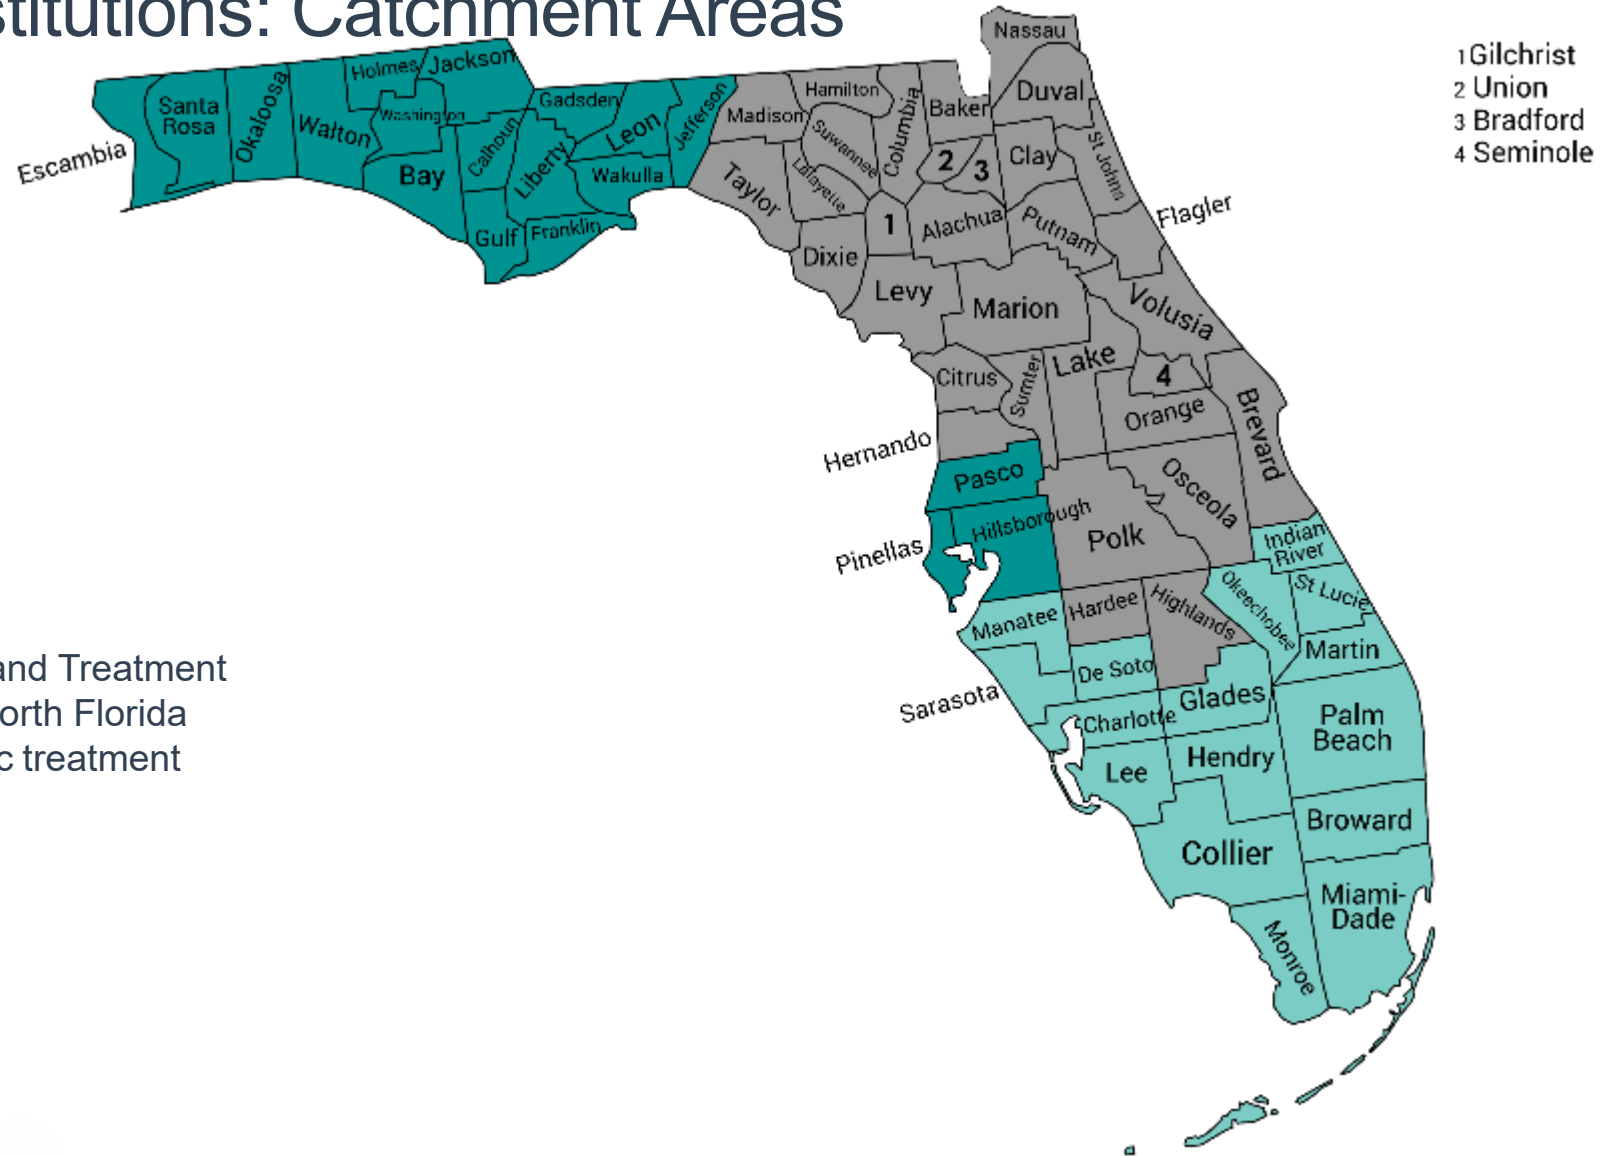 stitutions: Catchment Areas
Nassau
1 Gilchrist
2 Union
3 Bradford
4 Seminole
Holmes
Jackson
Santa
Rosa
Okaloosa
Walton
Washington
Escambia
Bay
Calhoun
Gulf
Liberty
Gadsden
Franklin
Leon
Wakulla
Jefferson
Madison
Hamilton
Suwannee
Lafayette
Taylor
Dixie
Columbia
Baker
Duval
2
3
Clay
St Johns
1
Alachua
Putnam
Flagler
Levy
Marion
Volusia
Citrus
Sumter
Lake
4
Orange
Brevard
Hernando
Pasco
Osceola
Pinellas
Hillsborough
Polk
Indian
River
Manatee
Hardee
Highlands
Okeechobee
St Lucie
Martin
De Soto
Sarasota
Charlotte
Glades
Palm
Beach
Lee
Hendry
Broward
Collier
Miami-
Dade
Monroe
and Treatment
orth Florida
c treatment